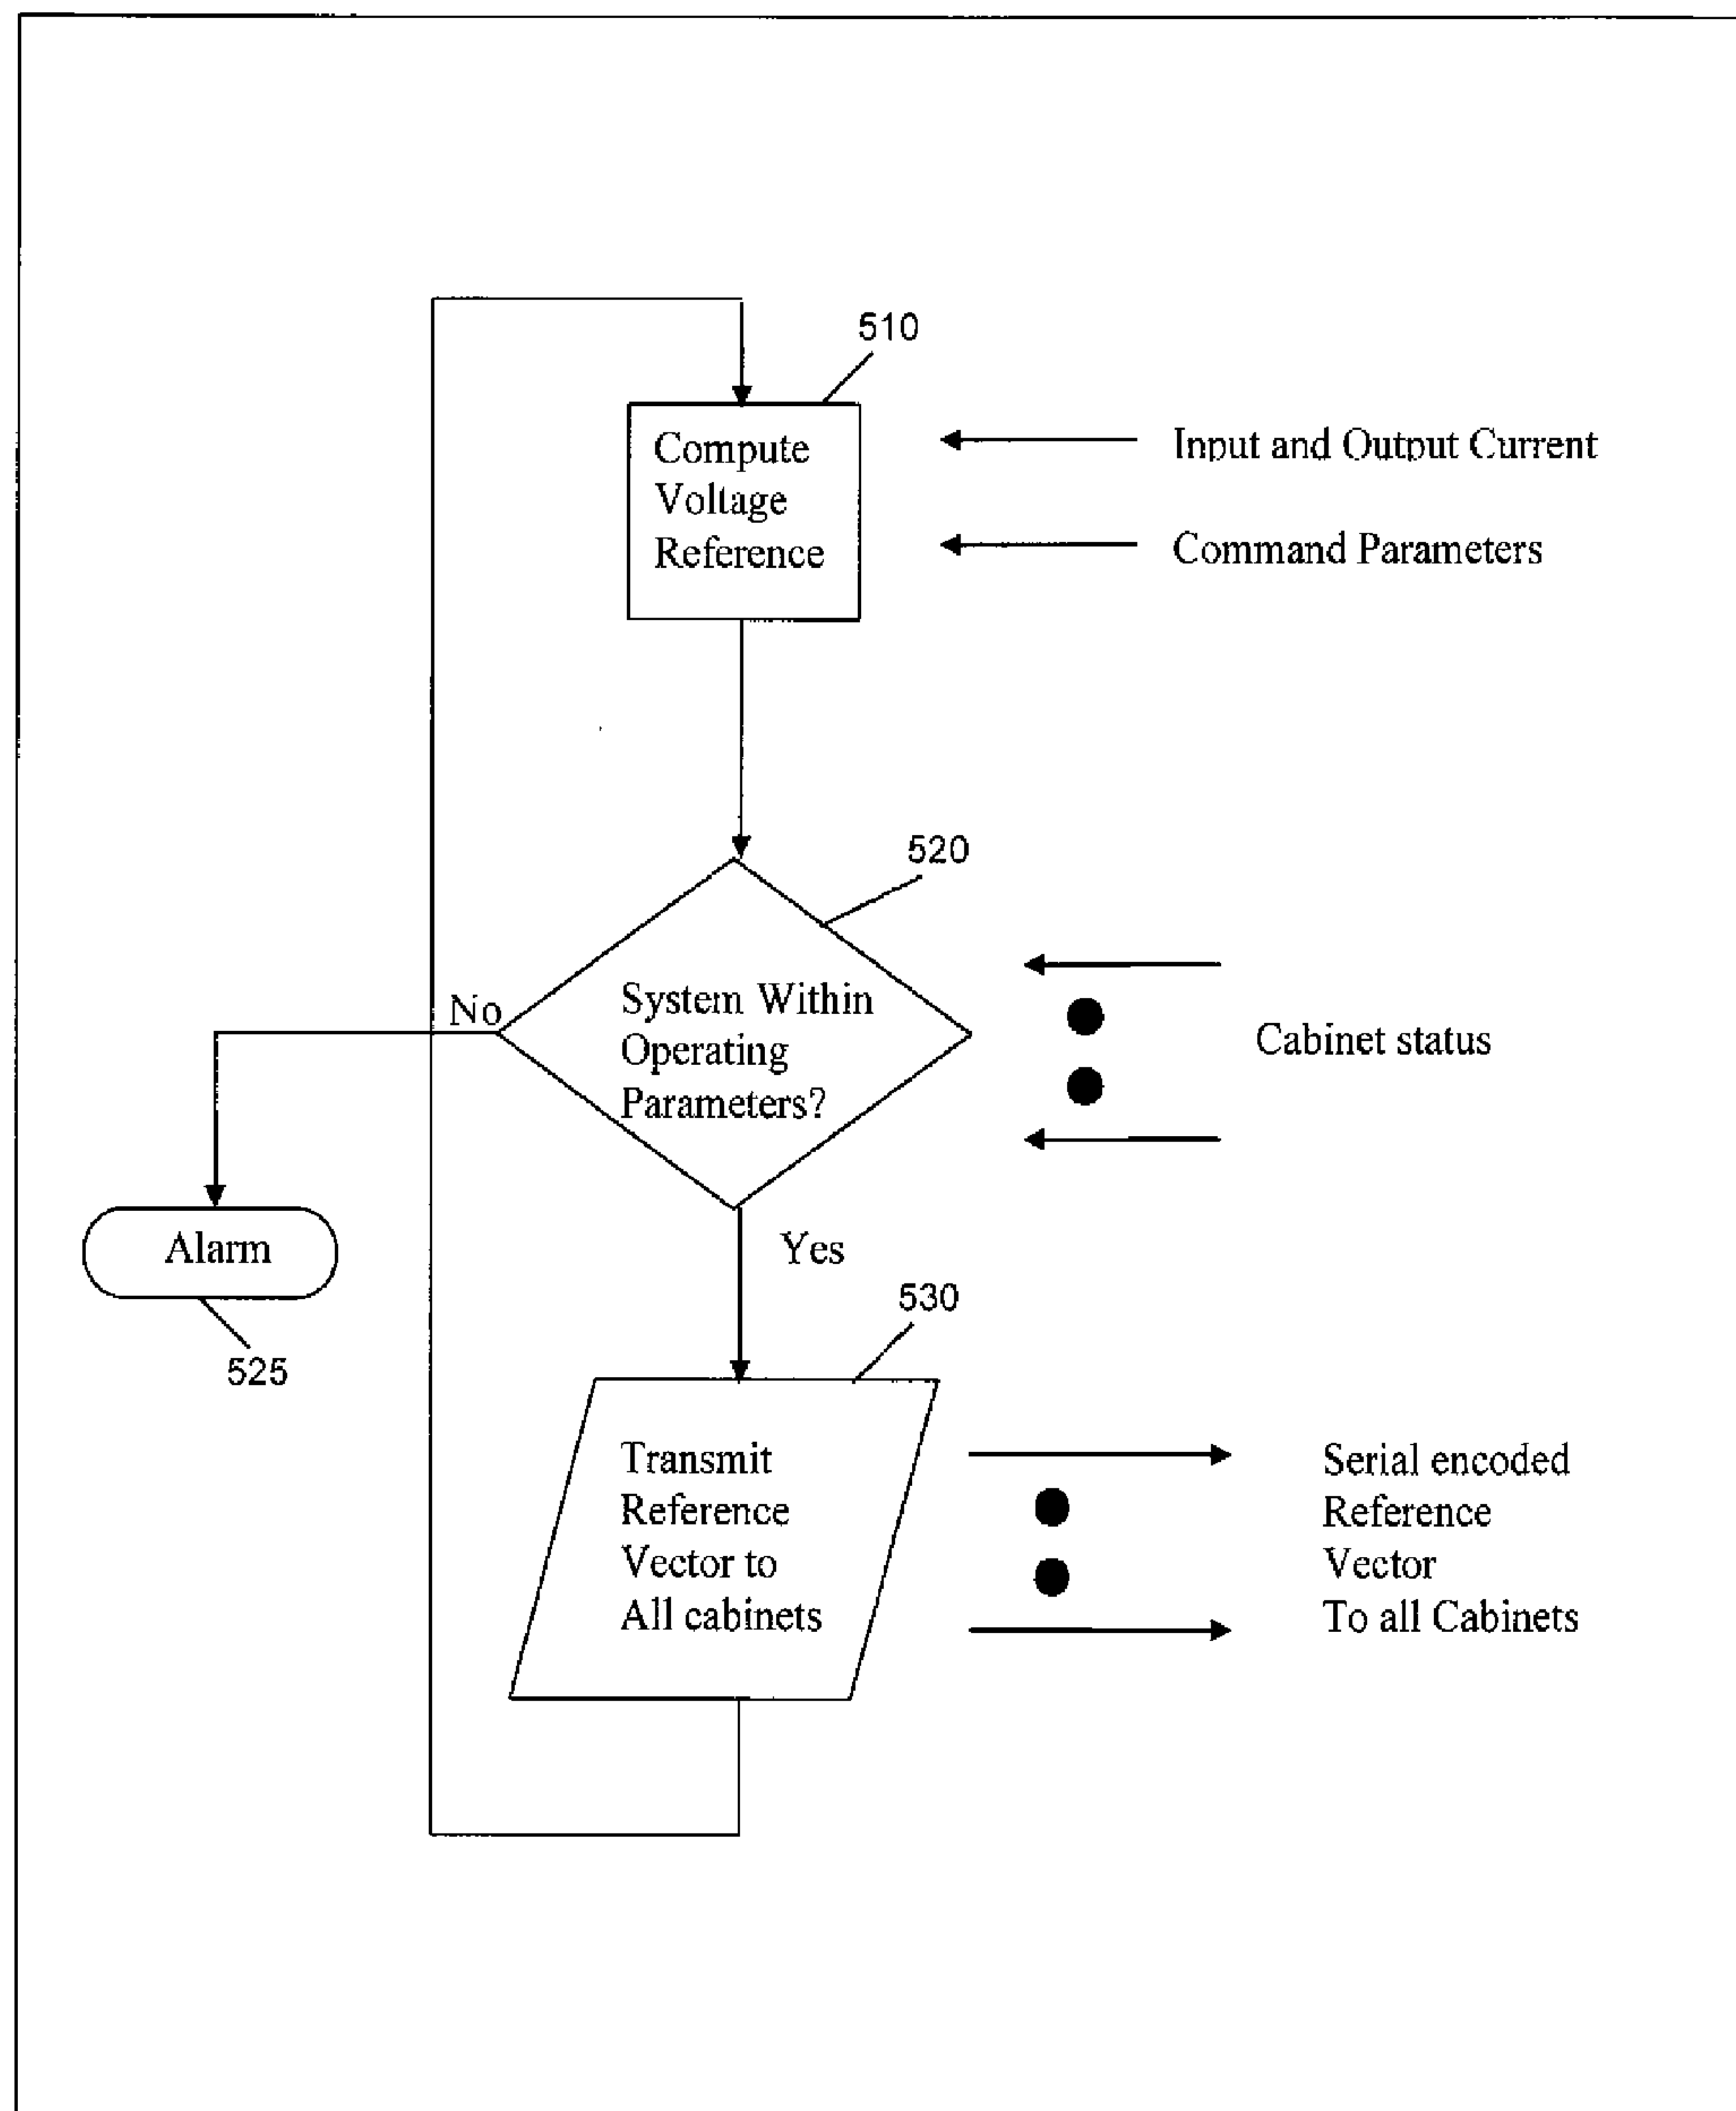 510
Compute
Voltage
Reference
Input and Output Current
Command Parameters
520
No
System Within
Operating
Parameters?
Cabinet status
Alarm
525
Yes
530
Transmit
Reference
Vector to
All cabinets
Serial encoded
Reference
Vector
To all Cabinets